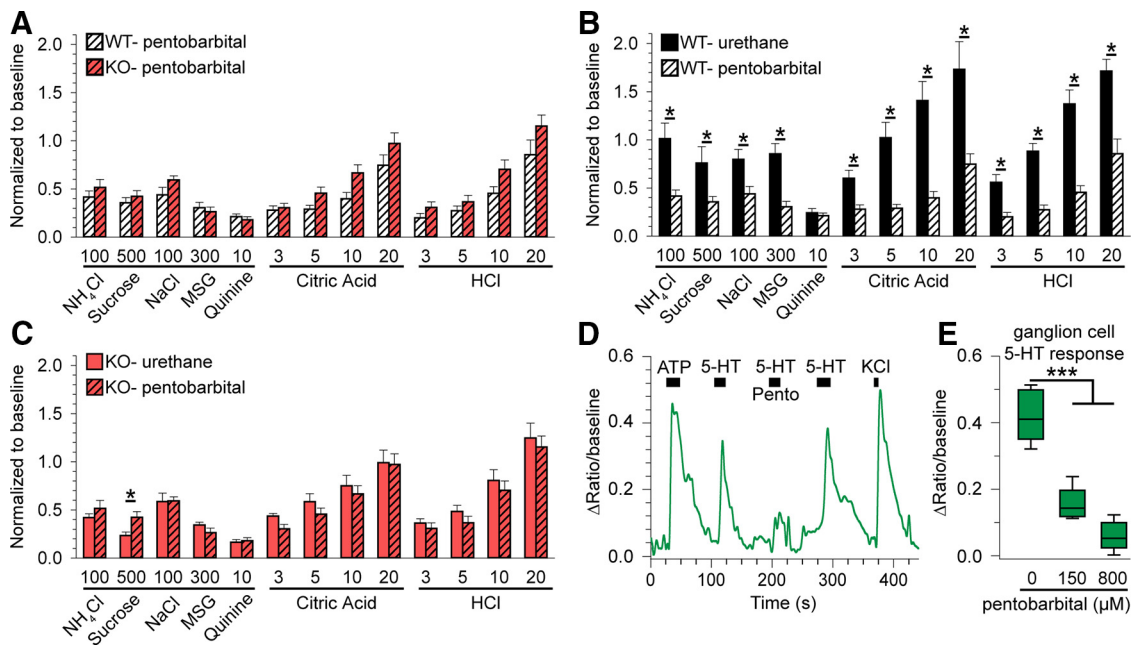 A
Normalized to baseline
2.0
1.5
1.0
0.5
0.0
WT- pentobarbital
KO- pentobarbital
100 500 100 300 10 3 5 10 20 3 5 10 20
NH4Cl
Sucrose
NaCl
MSG
Quinine
Citric Acid
HCl
B
Normalized to baseline
2.0
1.5
1.0
0.5
0.0
WT- urethane
WT- pentobarbital
* * * * * * * * * * * *
100 500 100 300 10 3 5 10 20 3 5 10 20
NH4Cl
Sucrose
NaCl
MSG
Quinine
Citric Acid
HCl
C
Normalized to baseline
2.0
1.5
1.0
0.5
0.0
KO- urethane
KO- pentobarbital
*
100 500 100 300 10 3 5 10 20 3 5 10 20
NH4Cl
Sucrose
NaCl
MSG
Quinine
Citric Acid
HCl
D
ΔRatio/baseline
0.6
0.4
0.2
0.0
ATP 5-HT 5-HT 5-HT KCl
Pento
0 100 200 300 400
Time (s)
E
ganglion cell
5-HT response
***
ΔRatio/baseline
0.6
0.4
0.2
0.0
0 150 800
pentobarbital (µM)